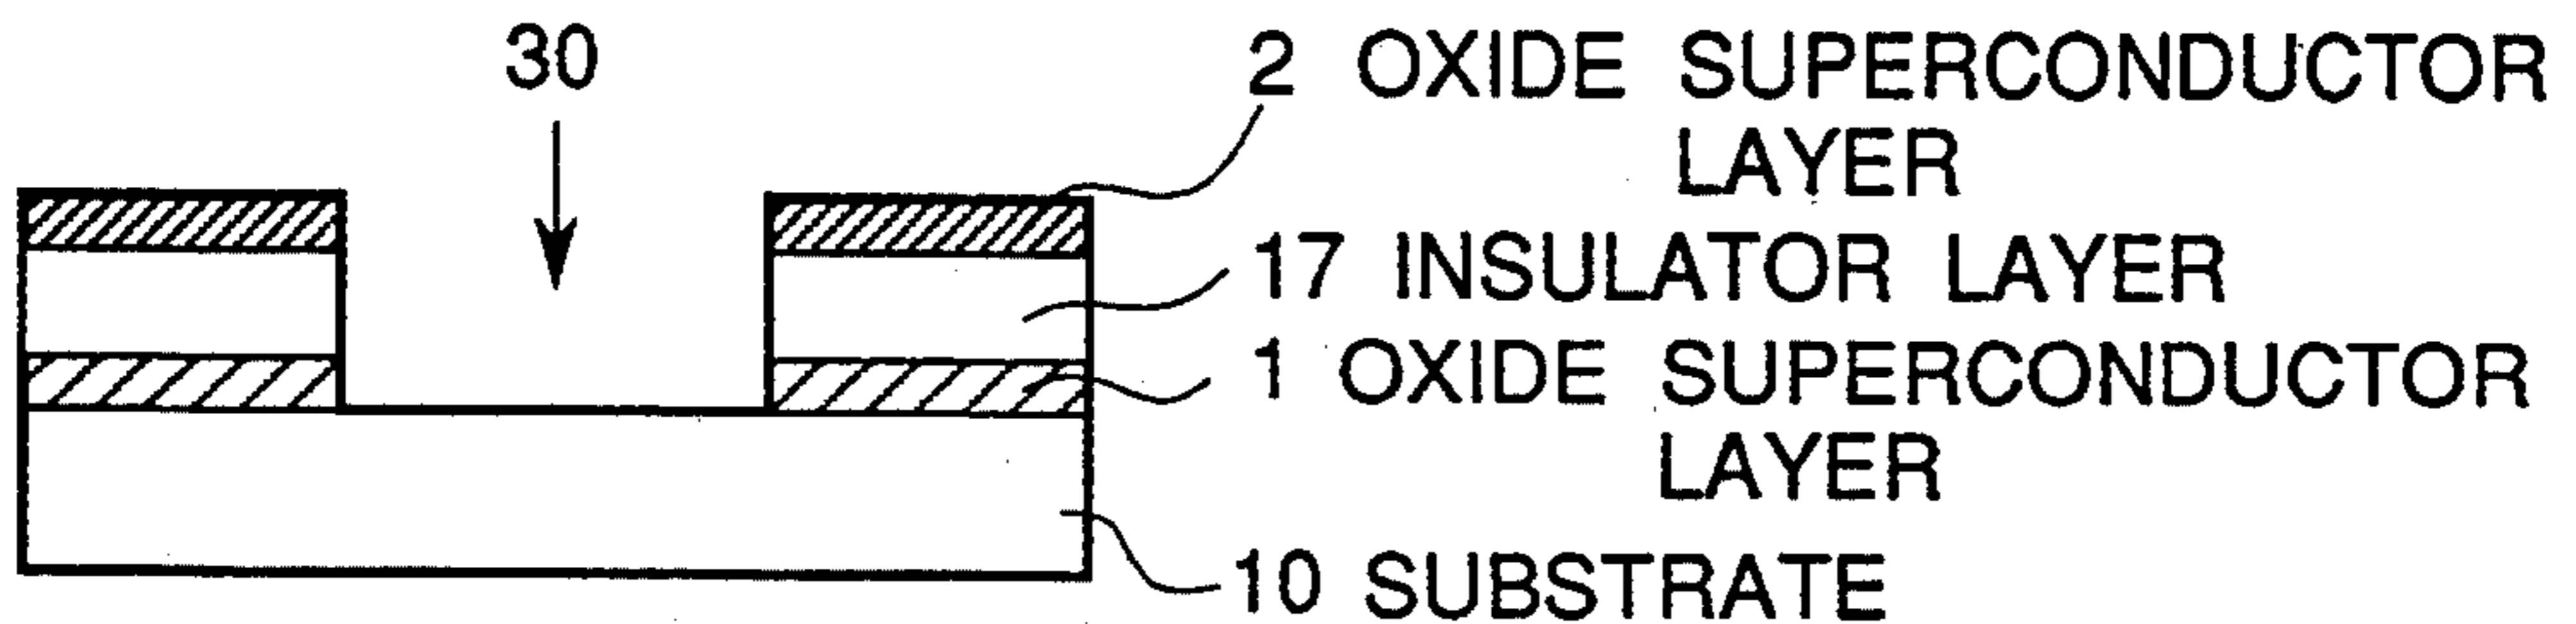 30
2 OXIDE SUPERCONDUCTOR
LAYER
17 INSULATOR LAYER
1 OXIDE SUPERCONDUCTOR
LAYER
10 SUBSTRATE